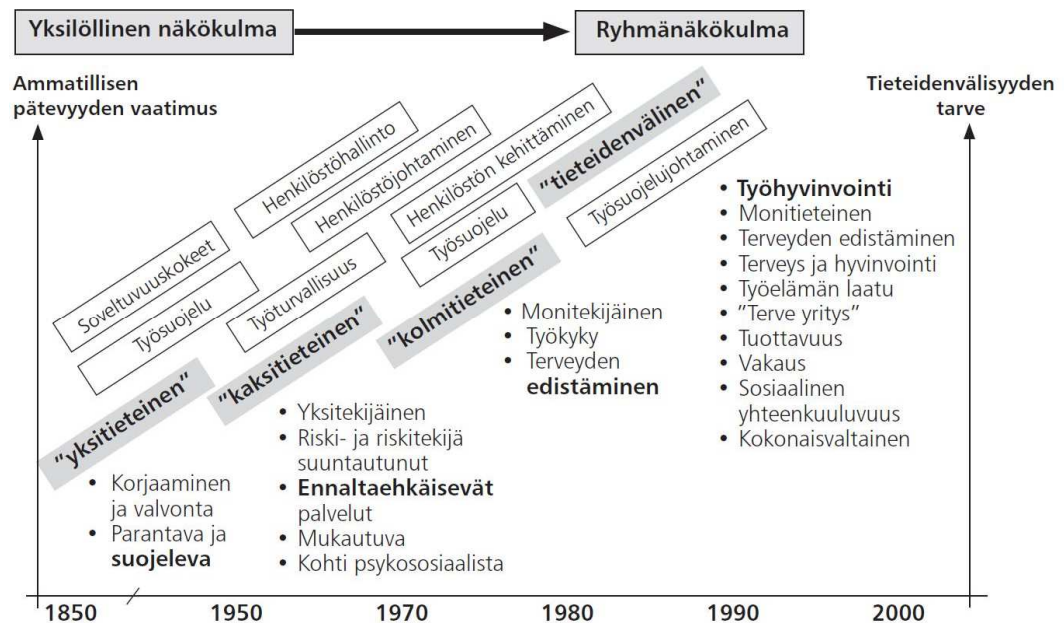 Yksilöllinen näkökulma
Ryhmänäkökulma
Ammatillisen
pätevyyden vaatimus
Tieteidenvälisyyden
tarve
Soveltuvuuskokeet
Työsuojelu
"yksitieteinen"
Henkilöstöhallinto
Henkilöstöjohtaminen
Työturvallisuus
"kaksitieteinen"
Henkilöstön kehittäminen
Työsuojelu
"kolmitieteinen"
"tieteidenvälinen"
Työsuojelujohtaminen
• Korjaaminen
ja valvonta
• Parantava ja
suojeleva
• Yksitekijäinen
• Riski- ja riskitekijä
suuntautunut
• Ennaltaehkäisevät
palvelut
• Mukautuva
• Kohti psykososiaalista
• Monitekijäinen
• Työkyky
• Terveyden
edistäminen
• Työhyvinvointi
• Monitieteinen
• Terveyden edistäminen
• Terveys ja hyvinvointi
• Työelämän laatu
• "Terve yritys"
• Tuottavuus
• Vakaus
• Sosiaalinen
yhteenkuuluvuus
• Kokonaisvaltainen
1850 1950 1970 1980 1990 2000